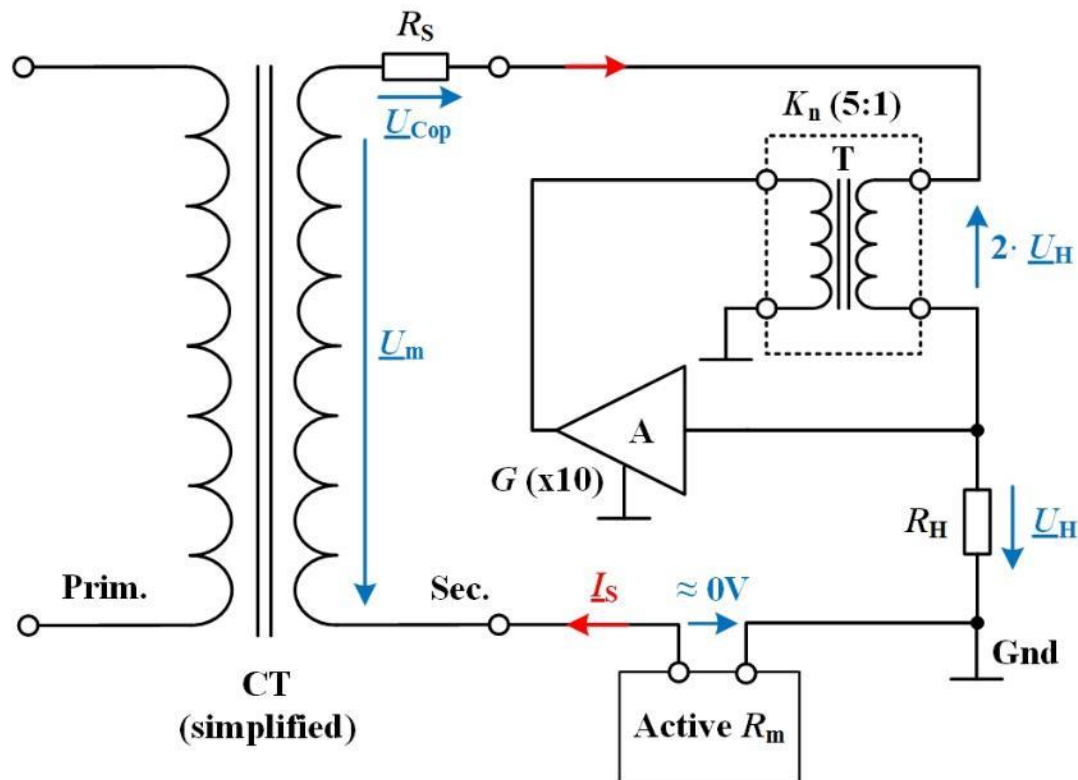 R_S
U_Cop
K_n (5:1)
T
2· U_H
U_m
A
G (x10)
R_H
U_H
Prim.
Sec.
I_S
≈ 0V
Gnd
CT
(simplified)
Active R_m